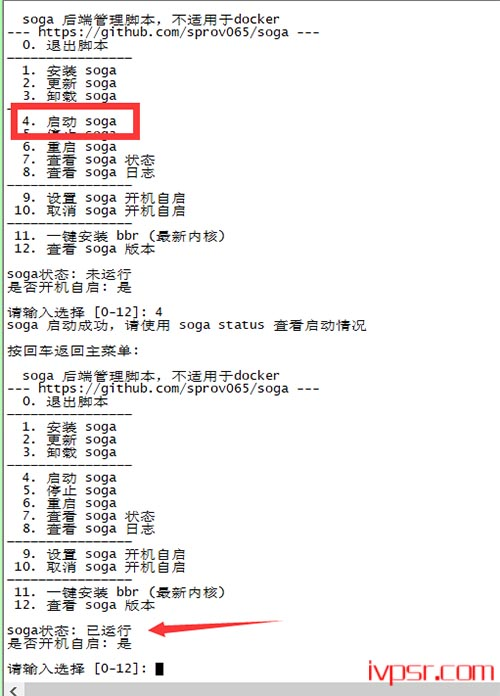 soga 后端管理脚本，不适用于docker
--- https://github.com/sprov065/soga ---
0. 退出脚本
————————————————
1. 安装 soga
2. 更新 soga
3. 卸载 soga
————————————————
4. 启动 soga
5. 停止 soga
6. 重启 soga
7. 查看 soga 状态
8. 查看 soga 日志
————————————————
9. 设置 soga 开机自启
10. 取消 soga 开机自启
————————————————
11. 一键安装 bbr (最新内核)
12. 查看 soga 版本
soga状态: 未运行
是否开机自启: 是
请输入选择 [0-12]: 4
soga 启动成功，请使用 soga status 查看启动情况
按回车返回主菜单:
soga 后端管理脚本，不适用于docker
--- https://github.com/sprov065/soga ---
0. 退出脚本
————————————————
1. 安装 soga
2. 更新 soga
3. 卸载 soga
————————————————
4. 启动 soga
5. 停止 soga
6. 重启 soga
7. 查看 soga 状态
8. 查看 soga 日志
————————————————
9. 设置 soga 开机自启
10. 取消 soga 开机自启
————————————————
11. 一键安装 bbr (最新内核)
12. 查看 soga 版本
soga状态: 已运行
是否开机自启: 是
请输入选择 [0-12]:
ivpsr.com